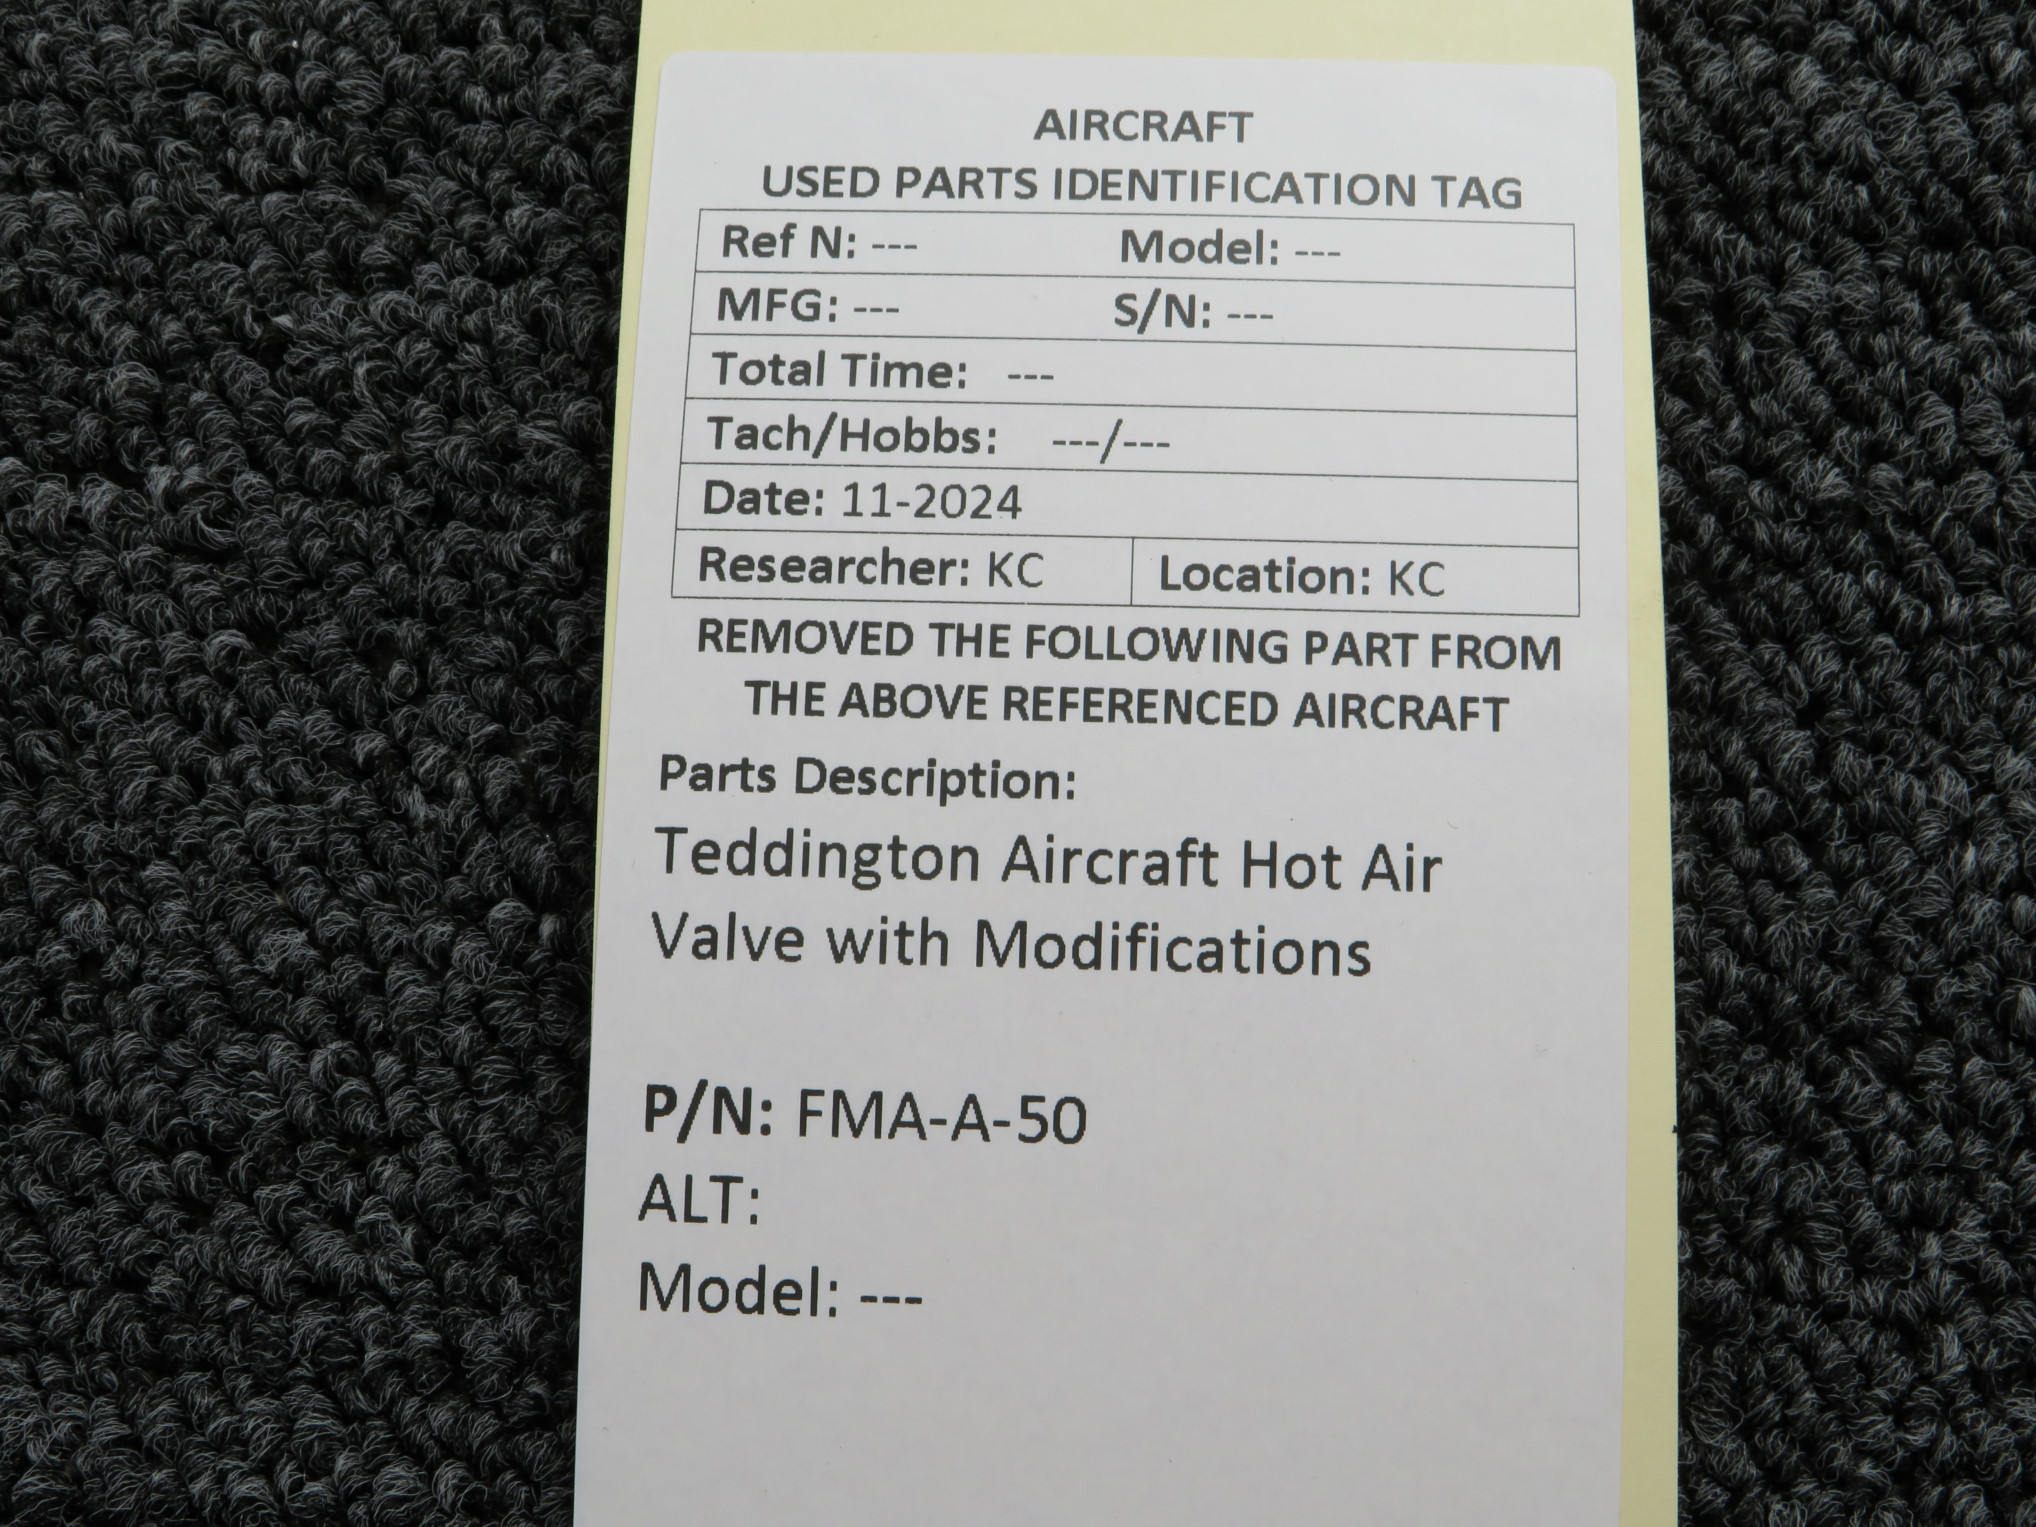 AIRCRAFT
USED PARTS IDENTIFICATION TAG
Ref N: --- Model: ---
MFG: --- S/N: ---
Total Time: ---
Tach/Hobbs: ---/---
Date: 11-2024
Researcher: KC Location: KC
REMOVED THE FOLLOWING PART FROM
THE ABOVE REFERENCED AIRCRAFT
Parts Description:
Teddington Aircraft Hot Air
Valve with Modifications
P/N: FMA-A-50
ALT:
Model: ---